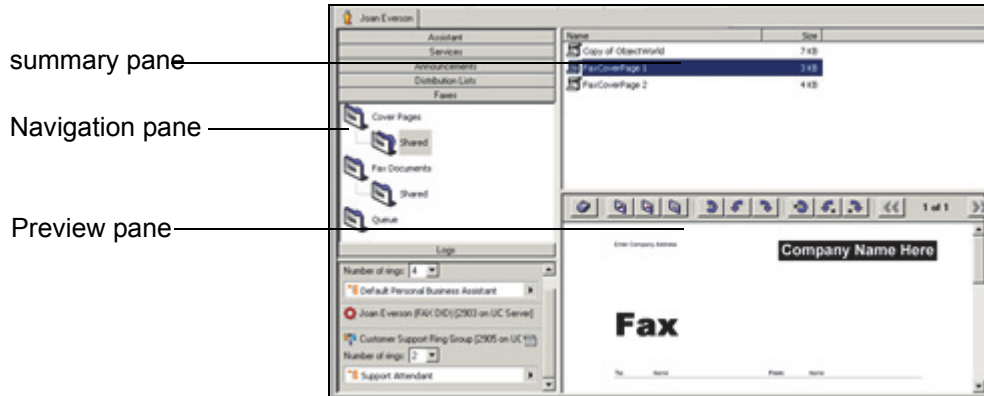 Joan Everson
summary pane
Navigation pane
Preview pane
Assistant
Services
Announcements
Distribution Lists
Faxes
Cover Pages
Shared
Fax Documents
Shared
Queue
Logs
Number of rings: 4
Default Personal Business Assistant
Joan Everson (FAX DID) [2903 on UC Server]
Customer Support Ring Group [2905 on UC
Number of rings: 2
Support Attendant
Name Size
Copy of ObjectWorld 7 KB
FaxCoverPage 1 3 KB
FaxCoverPage 2 4 KB
1 of 1
Enter Company Address
Company Name Here
Fax
To: Name From: Name